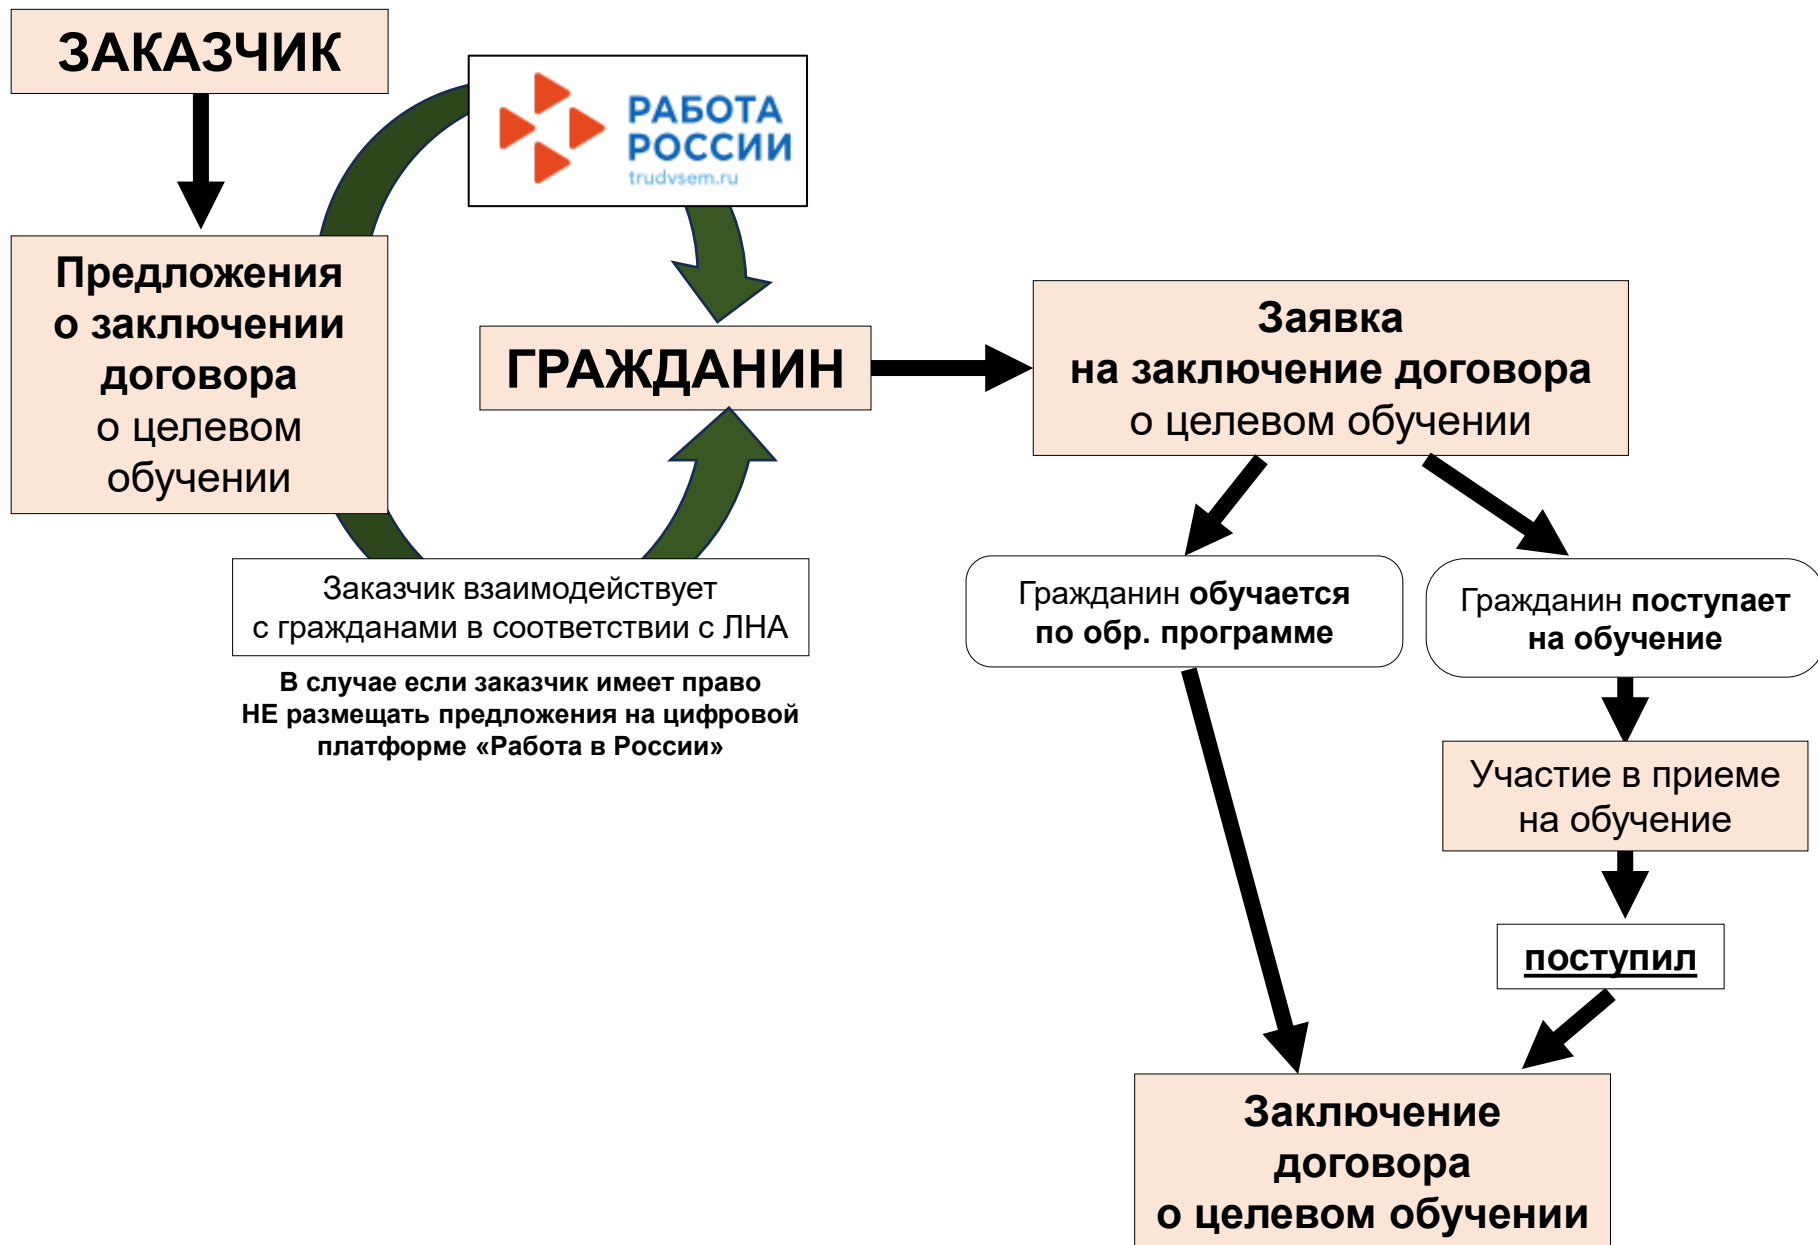 ЗАКАЗЧИК
РАБОТА
РОССИИ
trudvsem.ru
Предложения
о заключении
договора
о целевом
обучении
ГРАЖДАНИН
Заявка
на заключение договора
о целевом обучении
Заказчик взаимодействует
с гражданами в соответствии с ЛНА
В случае если заказчик имеет право
НЕ размещать предложения на цифровой
платформе «Работа в России»
Гражданин обучается
по обр. программе
Гражданин поступает
на обучение
Участие в приеме
на обучение
поступил
Заключение
договора
о целевом обучении